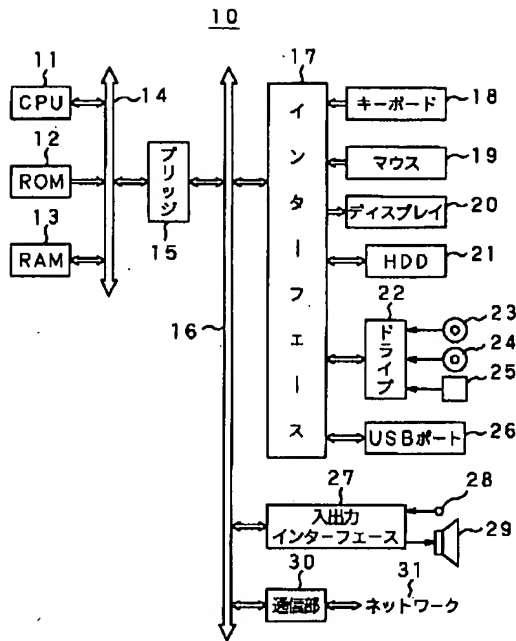 10
11
CPU
14
12
ROM
13
RAM
ブリッジ
15
16
17
インターフェース
キーボード
18
マウス
19
ディスプレイ
20
HDD
21
22
ドライブ
23
24
25
USBポート
26
27
入出力
インターフェース
28
29
30
通信部
31
ネットワーク